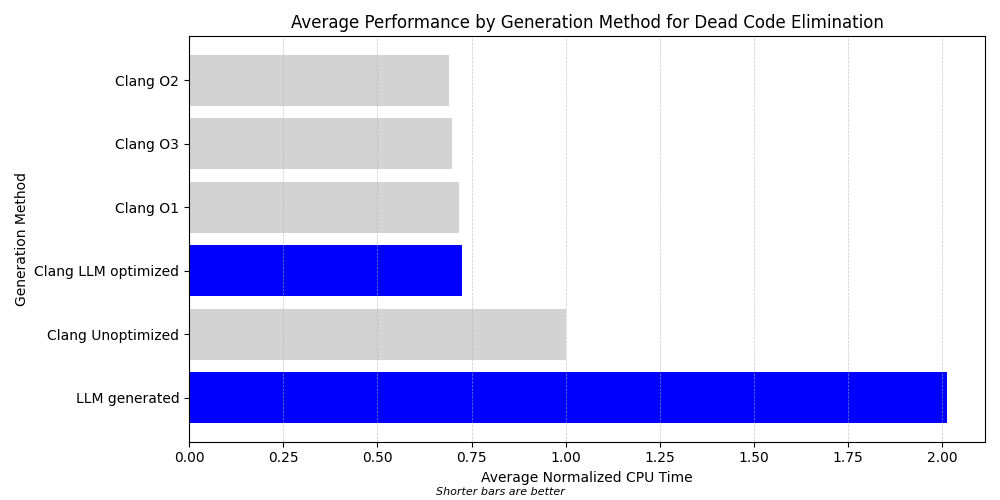 Average Performance by Generation Method for Dead Code Elimination
Generation Method
Clang O2
Clang O3
Clang O1
Clang LLM optimized
Clang Unoptimized
LLM generated
0.00 0.25 0.50 0.75 1.00 1.25 1.50 1.75 2.00
Average Normalized CPU Time
Shorter bars are better